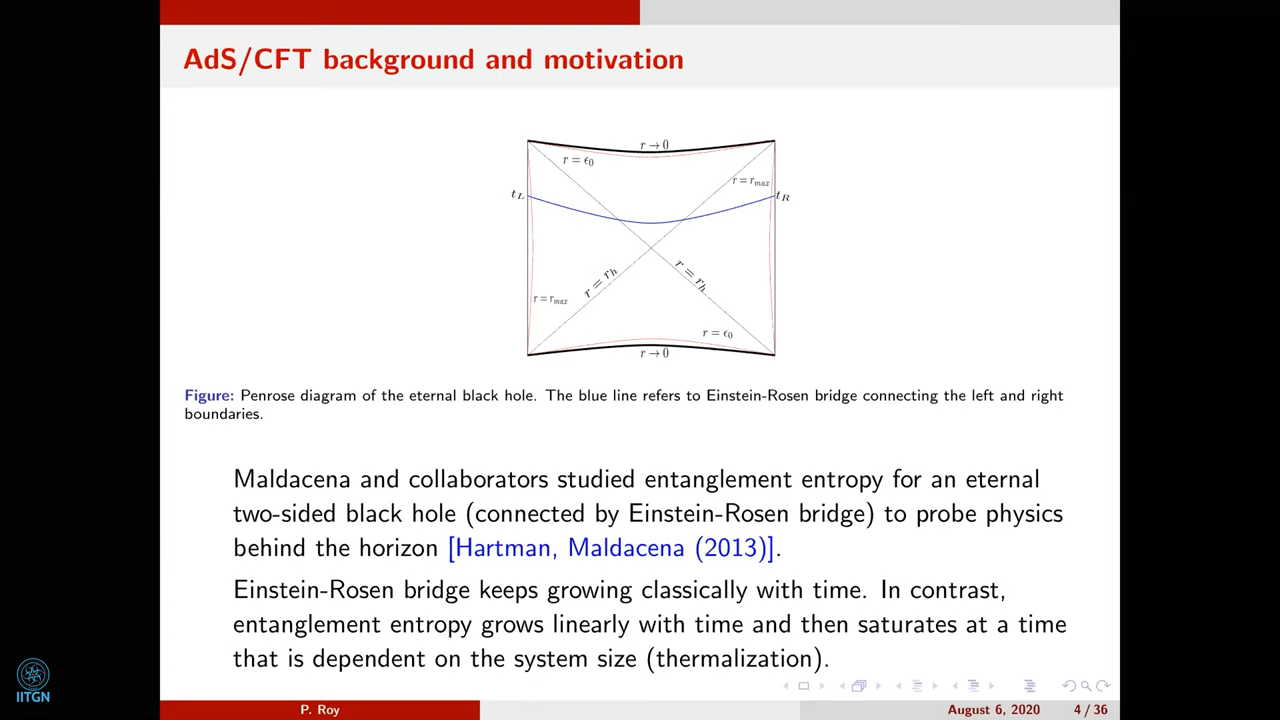 AdS/CFT background and motivation
r → 0
r = ϵ₀
r = rₘₐₓ
t_L
t_R
r = r_h
r = r_h
r = rₘₐₓ
r = ϵ₀
r → 0
Figure: Penrose diagram of the eternal black hole. The blue line refers to Einstein-Rosen bridge connecting the left and right
boundaries.
Maldacena and collaborators studied entanglement entropy for an eternal
two-sided black hole (connected by Einstein-Rosen bridge) to probe physics
behind the horizon [Hartman, Maldacena (2013)].
Einstein-Rosen bridge keeps growing classically with time. In contrast,
entanglement entropy grows linearly with time and then saturates at a time
that is dependent on the system size (thermalization).
IITGN
P. Roy
August 6, 2020
4 / 36